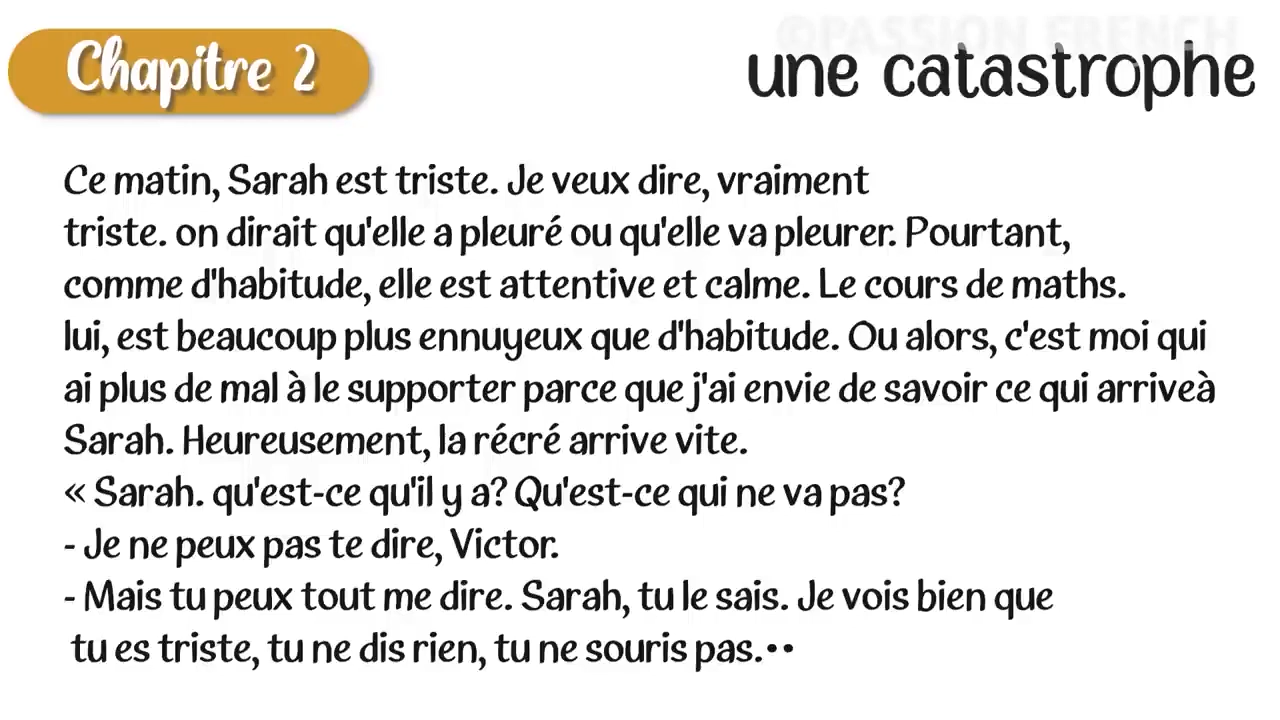 ©PASSION FRENCH
Chapitre 2
une catastrophe
Ce matin, Sarah est triste. Je veux dire, vraiment
triste. on dirait qu'elle a pleuré ou qu'elle va pleurer. Pourtant,
comme d'habitude, elle est attentive et calme. Le cours de maths.
lui, est beaucoup plus ennuyeux que d'habitude. Ou alors, c'est moi qui
ai plus de mal à le supporter parce que j'ai envie de savoir ce qui arriveà
Sarah. Heureusement, la récré arrive vite.
« Sarah. qu'est-ce qu'il y a? Qu'est-ce qui ne va pas?
- Je ne peux pas te dire, Victor.
- Mais tu peux tout me dire. Sarah, tu le sais. Je vois bien que
tu es triste, tu ne dis rien, tu ne souris pas.••